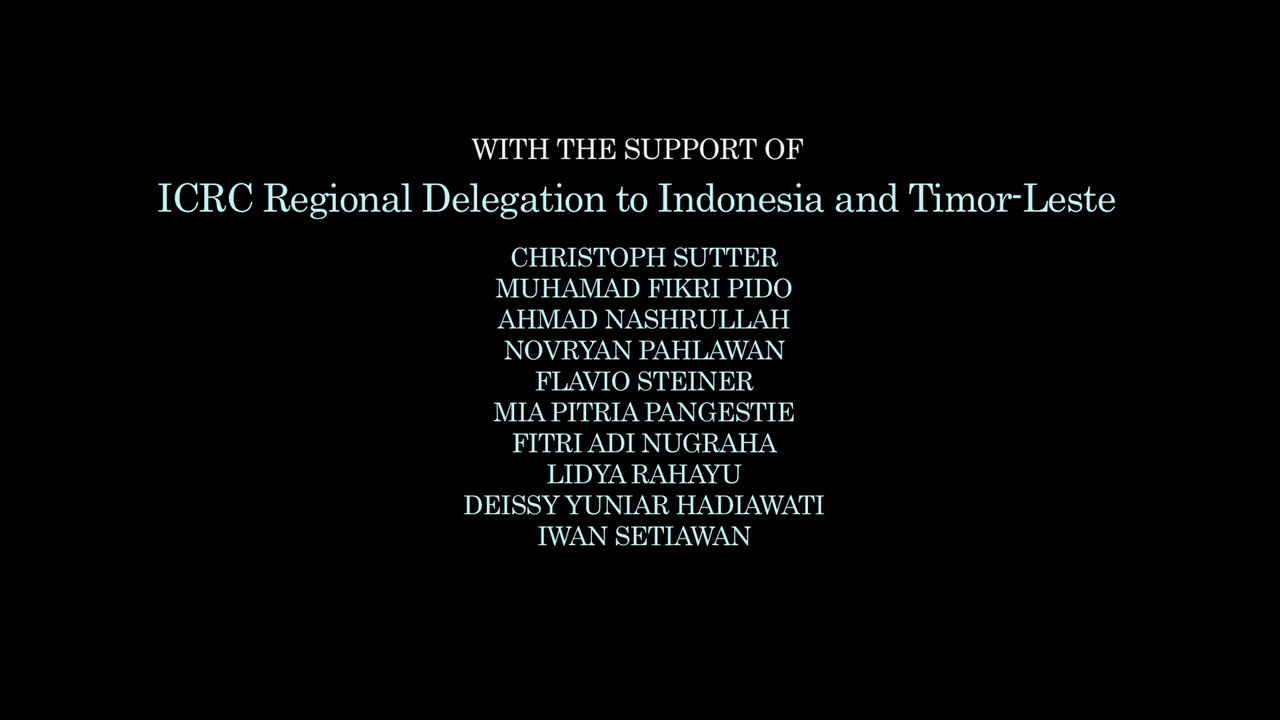 WITH THE SUPPORT OF
ICRC Regional Delegation to Indonesia and Timor-Leste
CHRISTOPH SUTTER
MUHAMAD FIKRI PIDO
AHMAD NASHRULLAH
NOVRYAN PAHLAWAN
FLAVIO STEINER
MIA PITRIA PANGESTIE
FITRI ADI NUGRAHA
LIDYA RAHAYU
DEISSY YUNIAR HADIAWATI
IWAN SETIAWAN